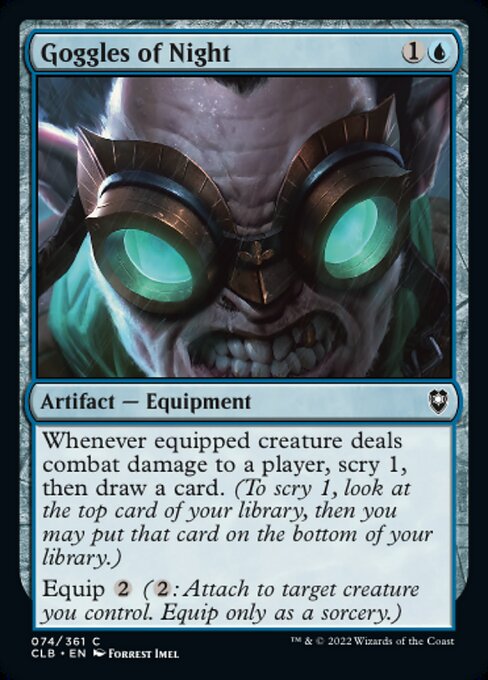 Goggles of Night 1
Artifact — Equipment
Whenever equipped creature deals
combat damage to a player, scry 1,
then draw a card. (To scry 1, look at
the top card of your library, then you
may put that card on the bottom of your
library.)
Equip 2 (2: Attach to target creature
you control. Equip only as a sorcery.)
074/361 C
™ & © 2022 Wizards of the Coast
CLB • EN Forrest Imel